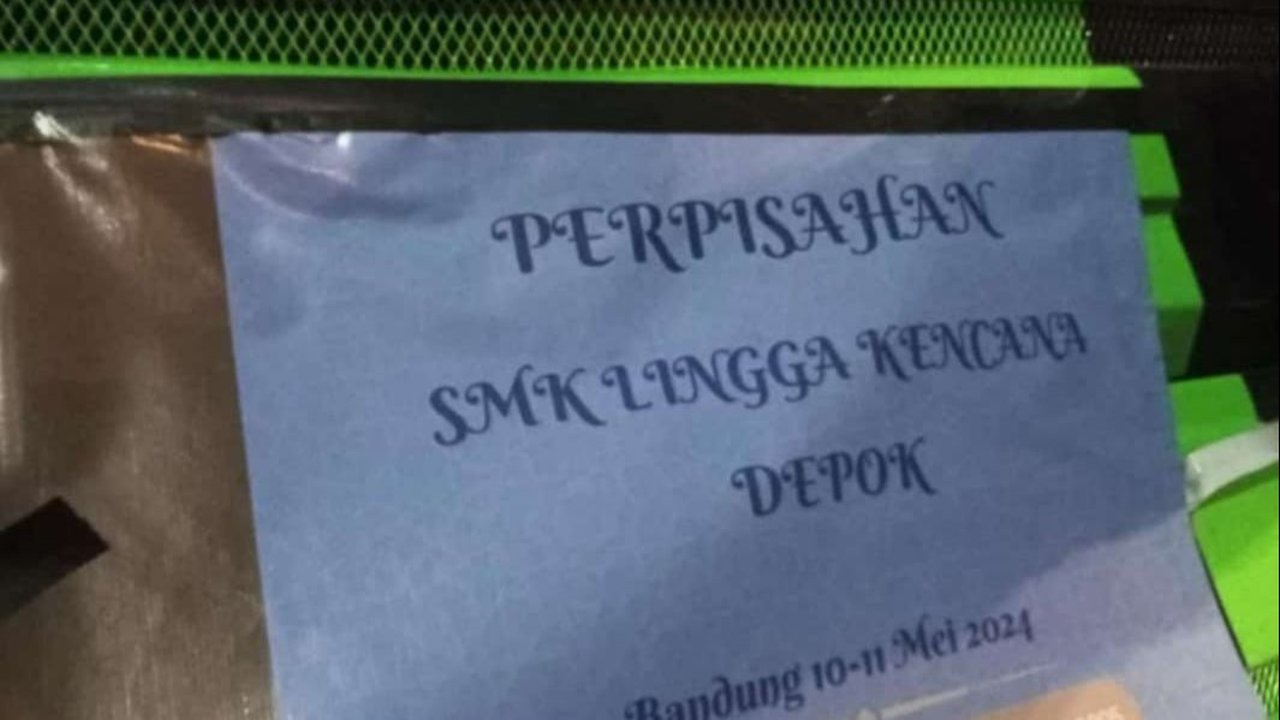 PERPISAHAN
SMK LINGGA KENCANA
DEPOK
Bandung 10-11 Mei 2024